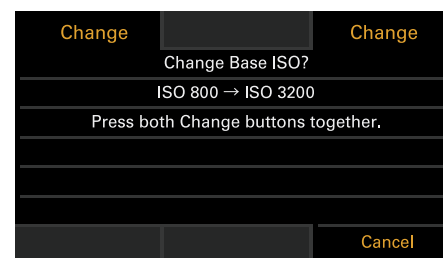 Change Change
Change Base ISO?
ISO 800 → ISO 3200
Press both Change buttons together.
Cancel